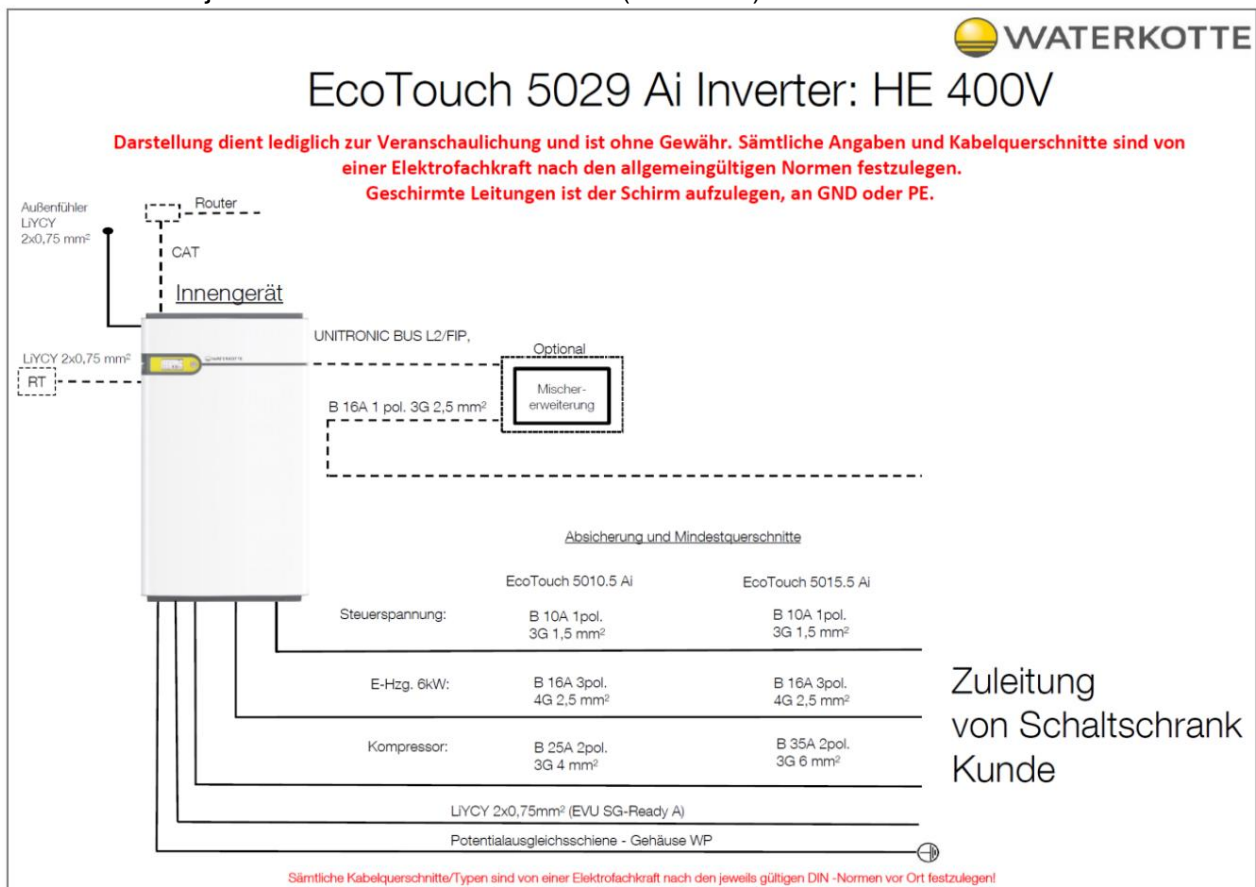 WATERKOTTE
EcoTouch 5029 Ai Inverter: HE 400V
Darstellung dient lediglich zur Veranschaulichung und ist ohne Gewähr. Sämtliche Angaben und Kabelquerschnitte sind von
einer Elektrofachkraft nach den allgemeingültigen Normen festzulegen.
Geschirmte Leitungen ist der Schirm aufzulegen, an GND oder PE.
Außenfühler
LiYCY
2x0,75 mm²
Router
CAT
Innengerät
LiYCY 2x0,75 mm²
RT
WATERKOTTE
UNITRONIC BUS L2/FIP,
Optional
Mischer-
erweiterung
B 16A 1 pol. 3G 2,5 mm²
Absicherung und Mindestquerschnitte
EcoTouch 5010.5 Ai
EcoTouch 5015.5 Ai
Steuerspannung:
B 10A 1pol.
3G 1,5 mm²
B 10A 1pol.
3G 1,5 mm²
E-Hzg. 6kW:
B 16A 3pol.
4G 2,5 mm²
B 16A 3pol.
4G 2,5 mm²
Kompressor:
B 25A 2pol.
3G 4 mm²
B 35A 2pol.
3G 6 mm²
Zuleitung
von Schaltschrank
Kunde
LiYCY 2x0,75mm² (EVU SG-Ready A)
Potentialausgleichsschiene - Gehäuse WP
Sämtliche Kabelquerschnitte/Typen sind von einer Elektrofachkraft nach den jeweils gültigen DIN -Normen vor Ort festzulegen!